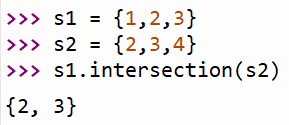 >>> s1 = {1,2,3}
>>> s2 = {2,3,4}
>>> s1.intersection(s2)
{2, 3}